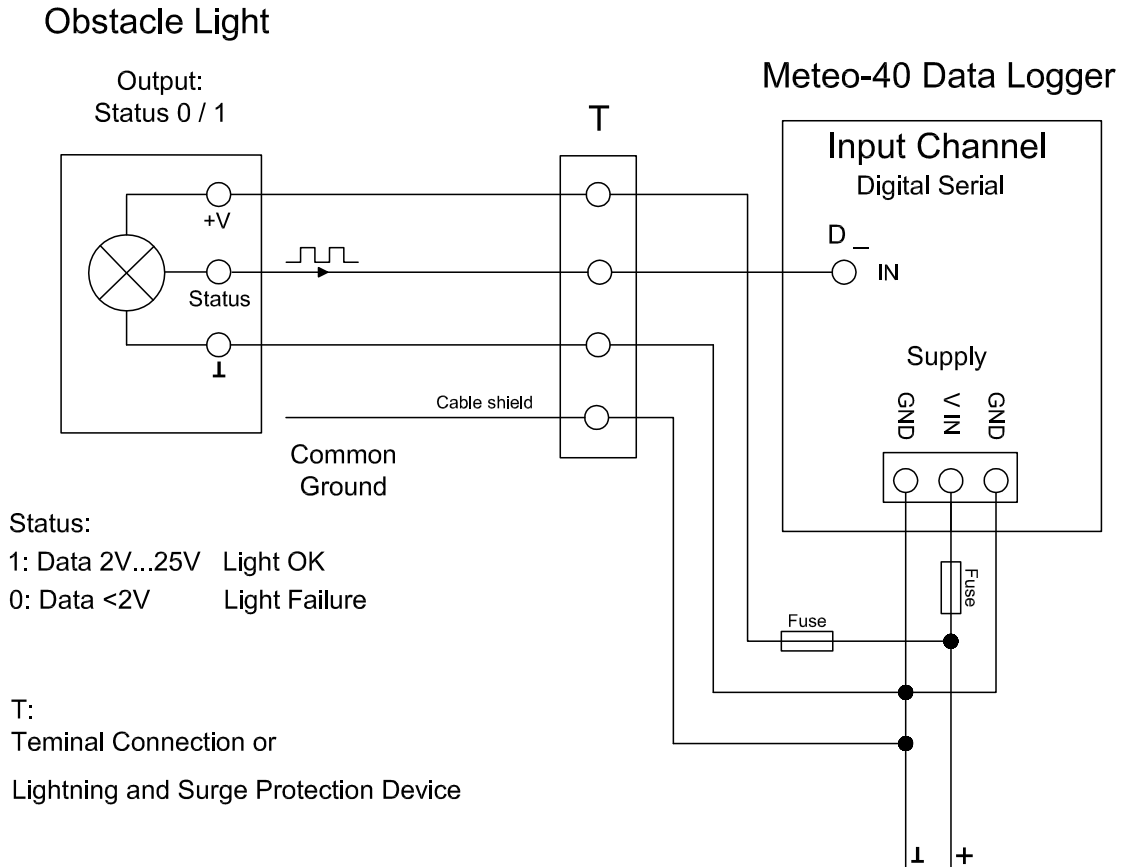 Obstacle Light
Output:
Status 0 / 1
+V
Status
T
Meteo-40 Data Logger
Input Channel
Digital Serial
D _
IN
Supply
GND
V IN
GND
Cable shield
Common
Ground
Status:
1: Data 2V...25V Light OK
0: Data <2V Light Failure
Fuse
Fuse
T:
Teminal Connection or
Lightning and Surge Protection Device
+